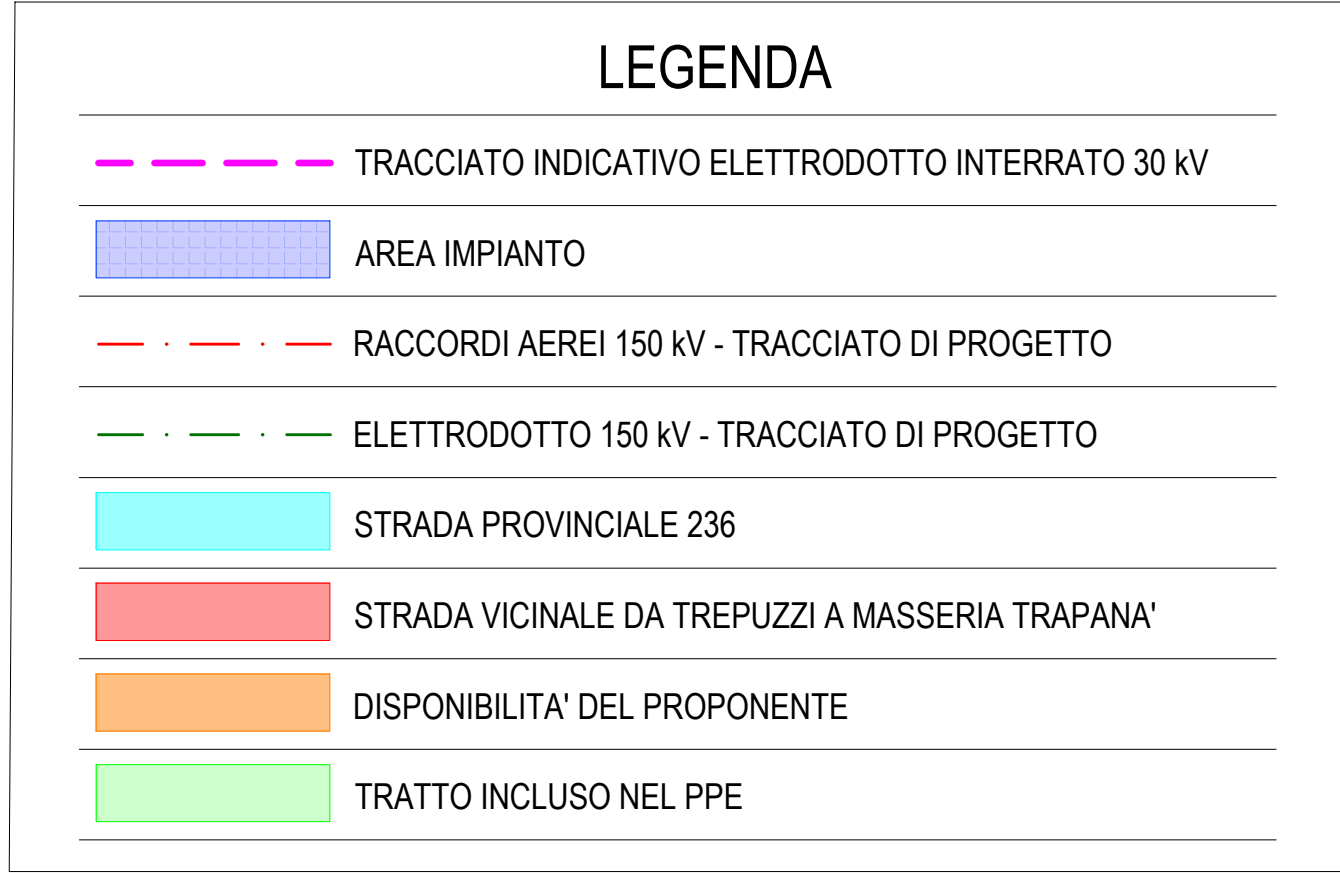 LEGENDA
TRACCIATO INDICATIVO ELETTRODOTTO INTERRATO 30 kV
AREA IMPIANTO
RACCORDI AEREI 150 kV - TRACCIATO DI PROGETTO
ELETTRODOTTO 150 kV - TRACCIATO DI PROGETTO
STRADA PROVINCIALE 236
STRADA VICINALE DA TREPUZZI A MASSERIA TRAPANA'
DISPONIBILITA' DEL PROPONENTE
TRATTO INCLUSO NEL PPE